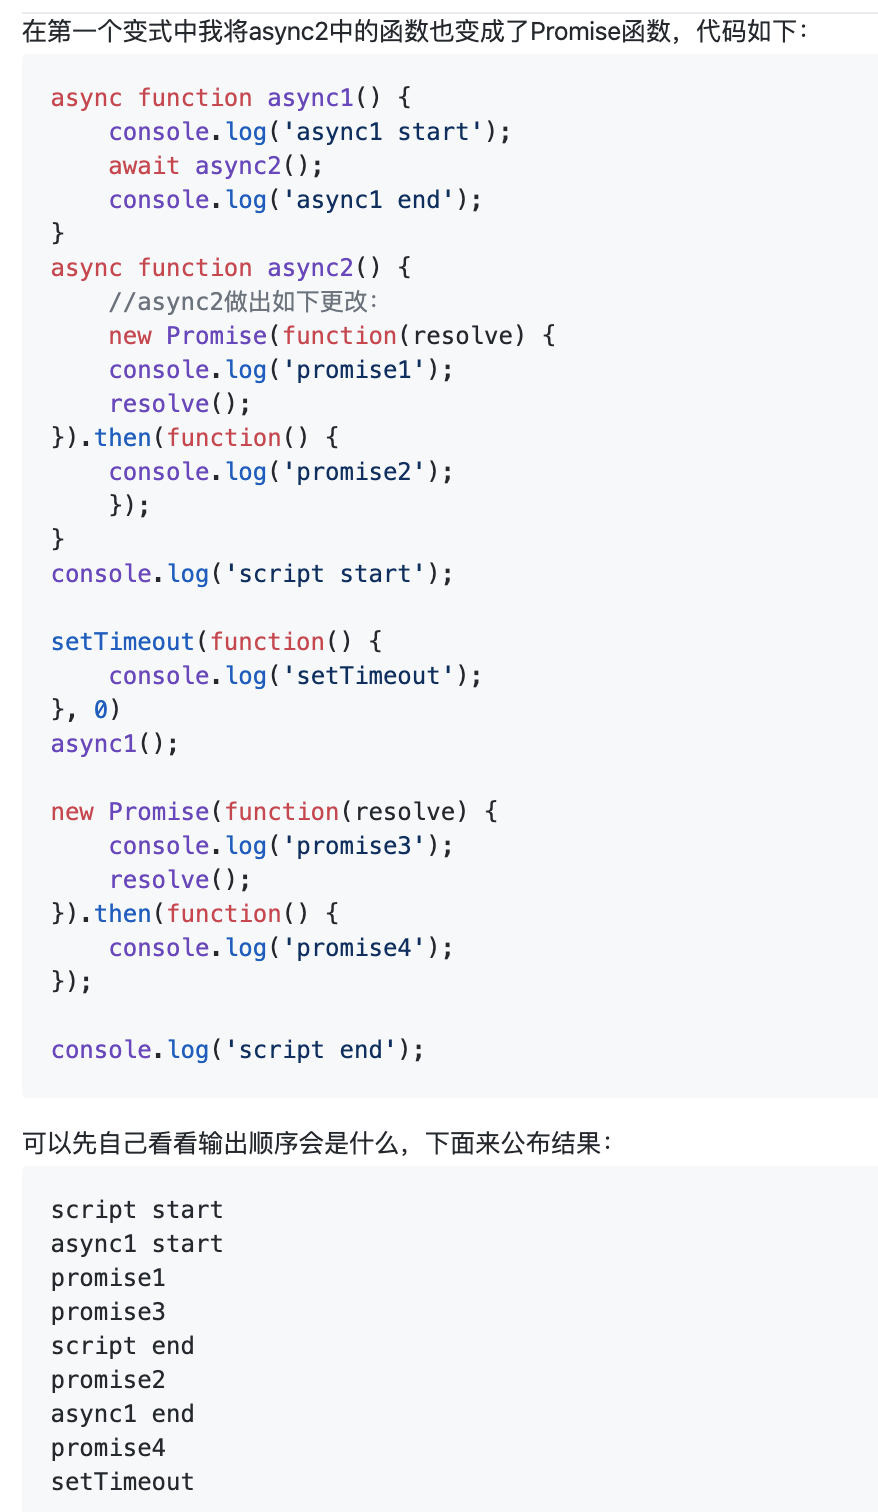 在第一个变式中我将async2中的函数也变成了Promise函数，代码如下：
async function async1() {
    console.log('async1 start');
    await async2();
    console.log('async1 end');
}
async function async2() {
    //async2做出如下更改：
    new Promise(function(resolve) {
    console.log('promise1');
    resolve();
}).then(function() {
    console.log('promise2');
    });
}
console.log('script start');

setTimeout(function() {
    console.log('setTimeout');
}, 0)
async1();

new Promise(function(resolve) {
    console.log('promise3');
    resolve();
}).then(function() {
    console.log('promise4');
});

console.log('script end');
可以先自己看看输出顺序会是什么，下面来公布结果：
script start
async1 start
promise1
promise3
script end
promise2
async1 end
promise4
setTimeout